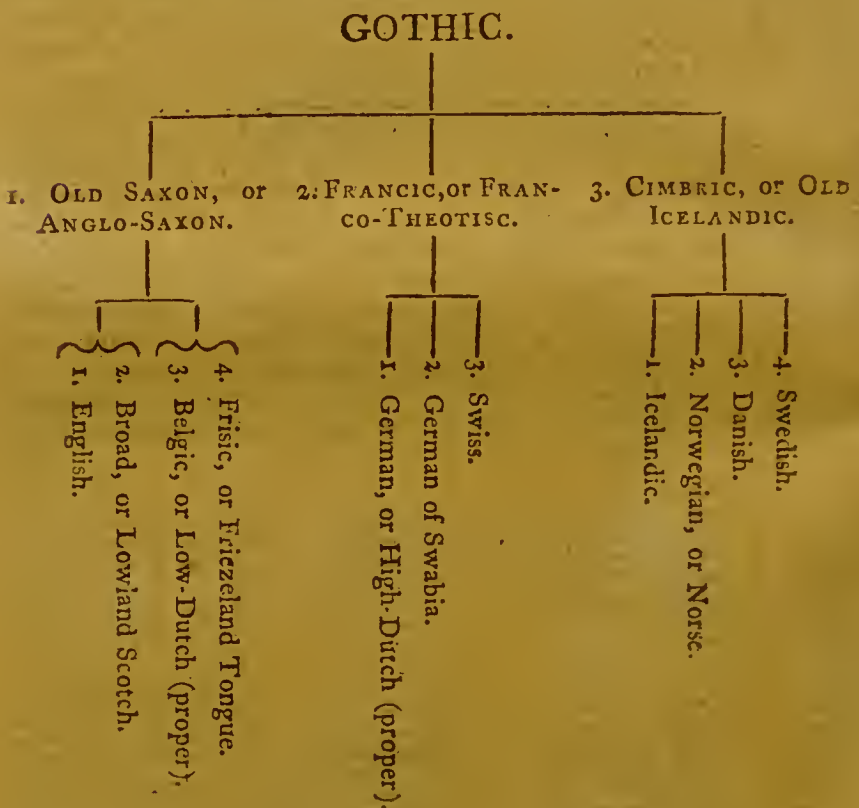 GOTHIC.
1. OLD SAXON, or ANGLO-SAXON.
2. FRANCIC, or FRANCO-THEOTISC.
3. CIMBRIC, or OLD ICELANDIC.
1. English.
2. Broad, or Lowland Scotch.
3. Belgic, or Low-Dutch (proper).
4. Frisic, or Friezeland Tongue.
1. German, or High-Dutch (proper).
2. German of Swabia.
3. Swiss.
1. Icelandic.
2. Norwegian, or Norse.
3. Danish.
4. Swedish.